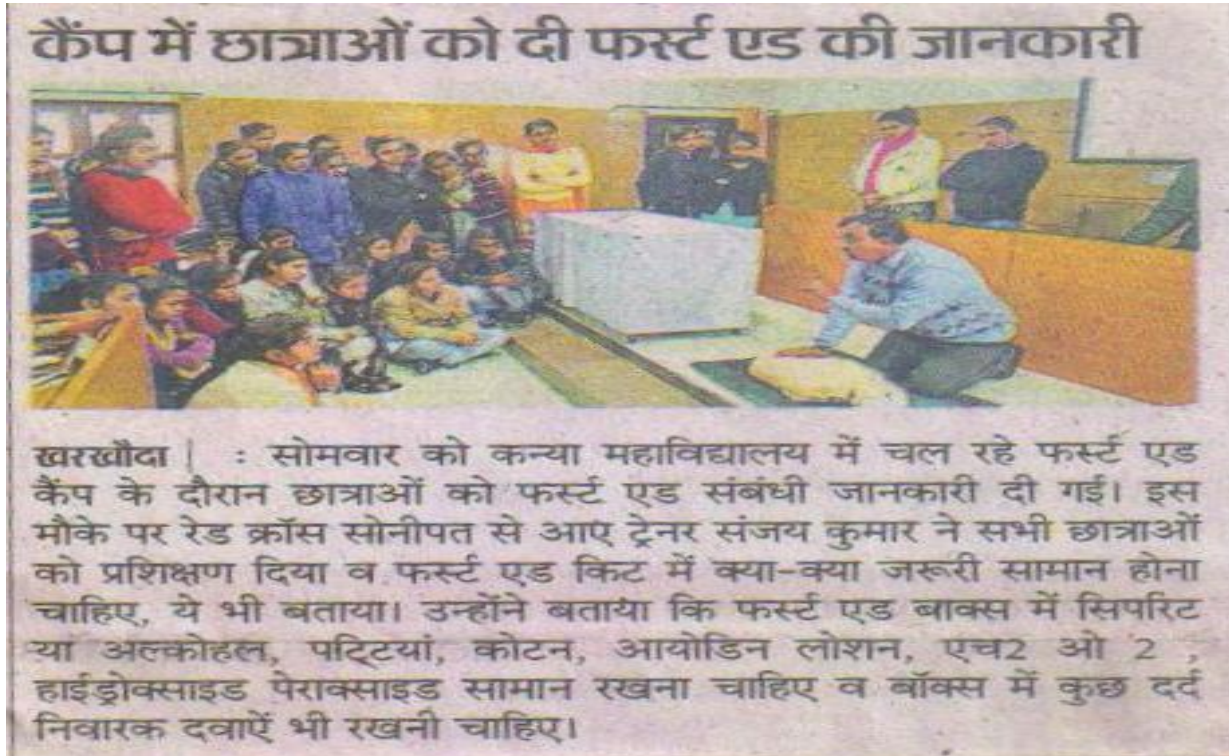 कैंप में छात्राओं को दी फर्स्ट एड की जानकारी
खरखौदा | : सोमवार को कन्या महाविद्यालय में चल रहे फर्स्ट एड
कैंप के दौरान छात्राओं को फर्स्ट एड संबंधी जानकारी दी गई। इस
मौके पर रेड क्रॉस सोनीपत से आए ट्रेनर संजय कुमार ने सभी छात्राओं
को प्रशिक्षण दिया व फर्स्ट एड किट में क्या-क्या जरूरी सामान होना
चाहिए, ये भी बताया। उन्होंने बताया कि फर्स्ट एड बाक्स में सिपरिट
या अल्कोहल, पट्टियां, कोटन, आयोडिन लोशन, एच2 ओ 2 ,
हाईड्रोक्साइड पेराक्साइड सामान रखना चाहिए व बॉक्स में कुछ दर्द
निवारक दवाऐं भी रखनी चाहिए।